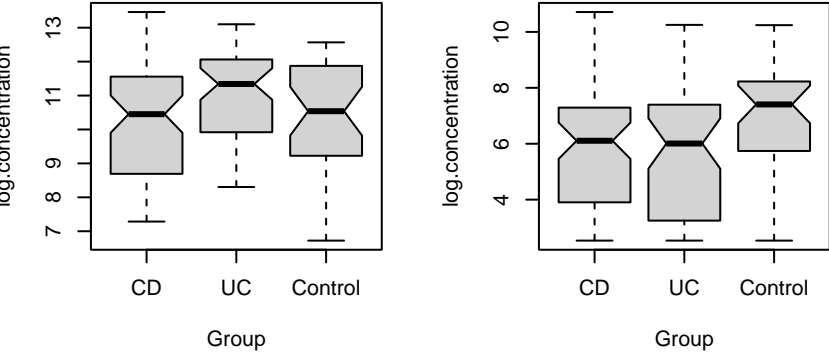 log.concentration
13
11
9
8
7
CD
UC
Control
Group
log.concentration
10
8
6
4
CD
UC
Control
Group